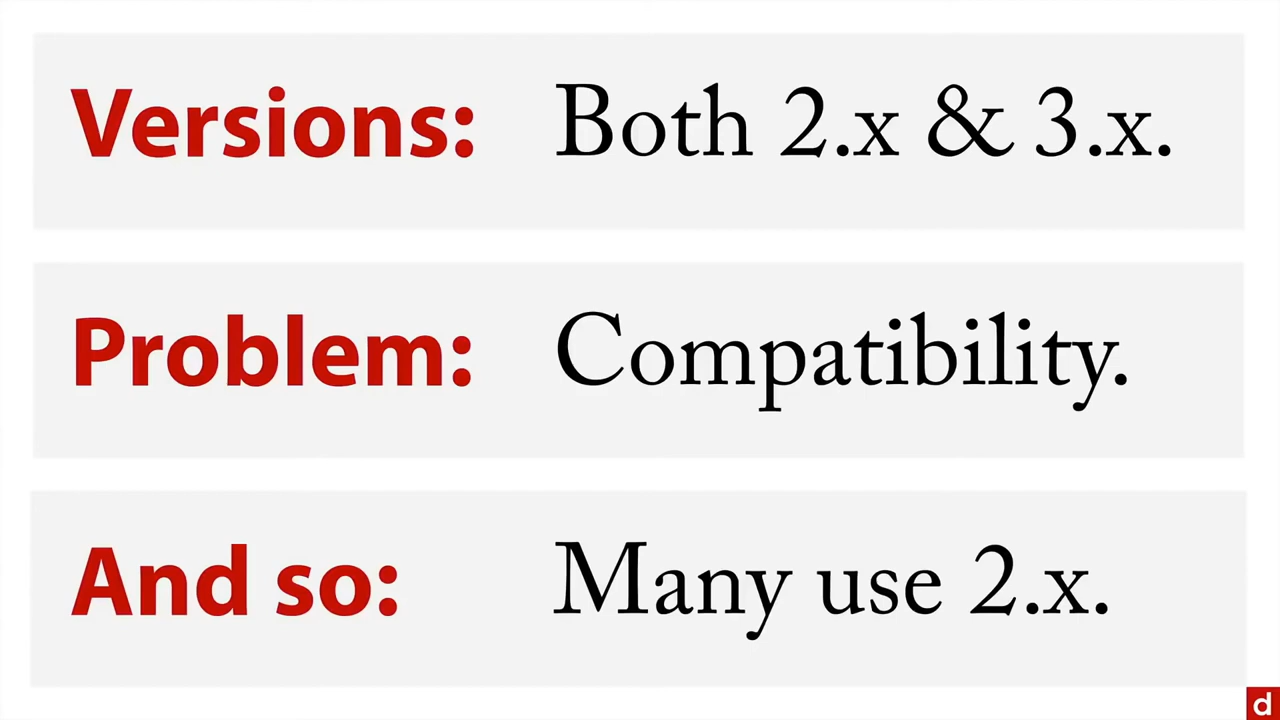 Versions: Both 2.x & 3.x.
Problem: Compatibility.
And so: Many use 2.x.
d